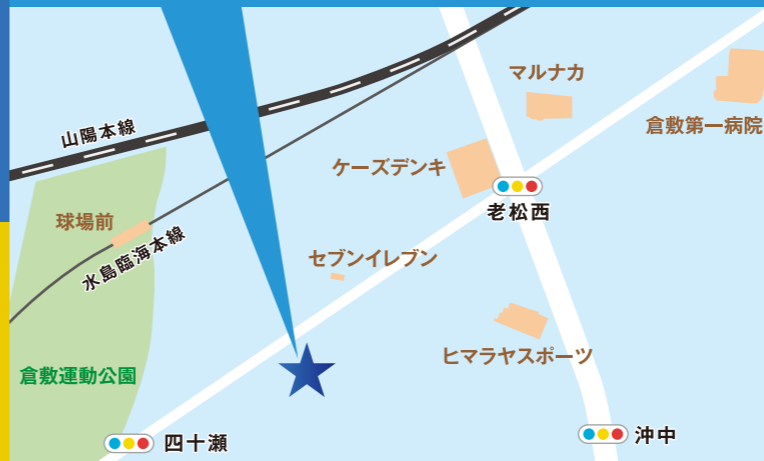 マルナカ
山陽本線
倉敷第一病院
ケーズデンキ
老松西
球場前
水島臨海本線
セブンイレブン
ヒマラヤスポーツ
倉敷運動公園
四十瀬
沖中